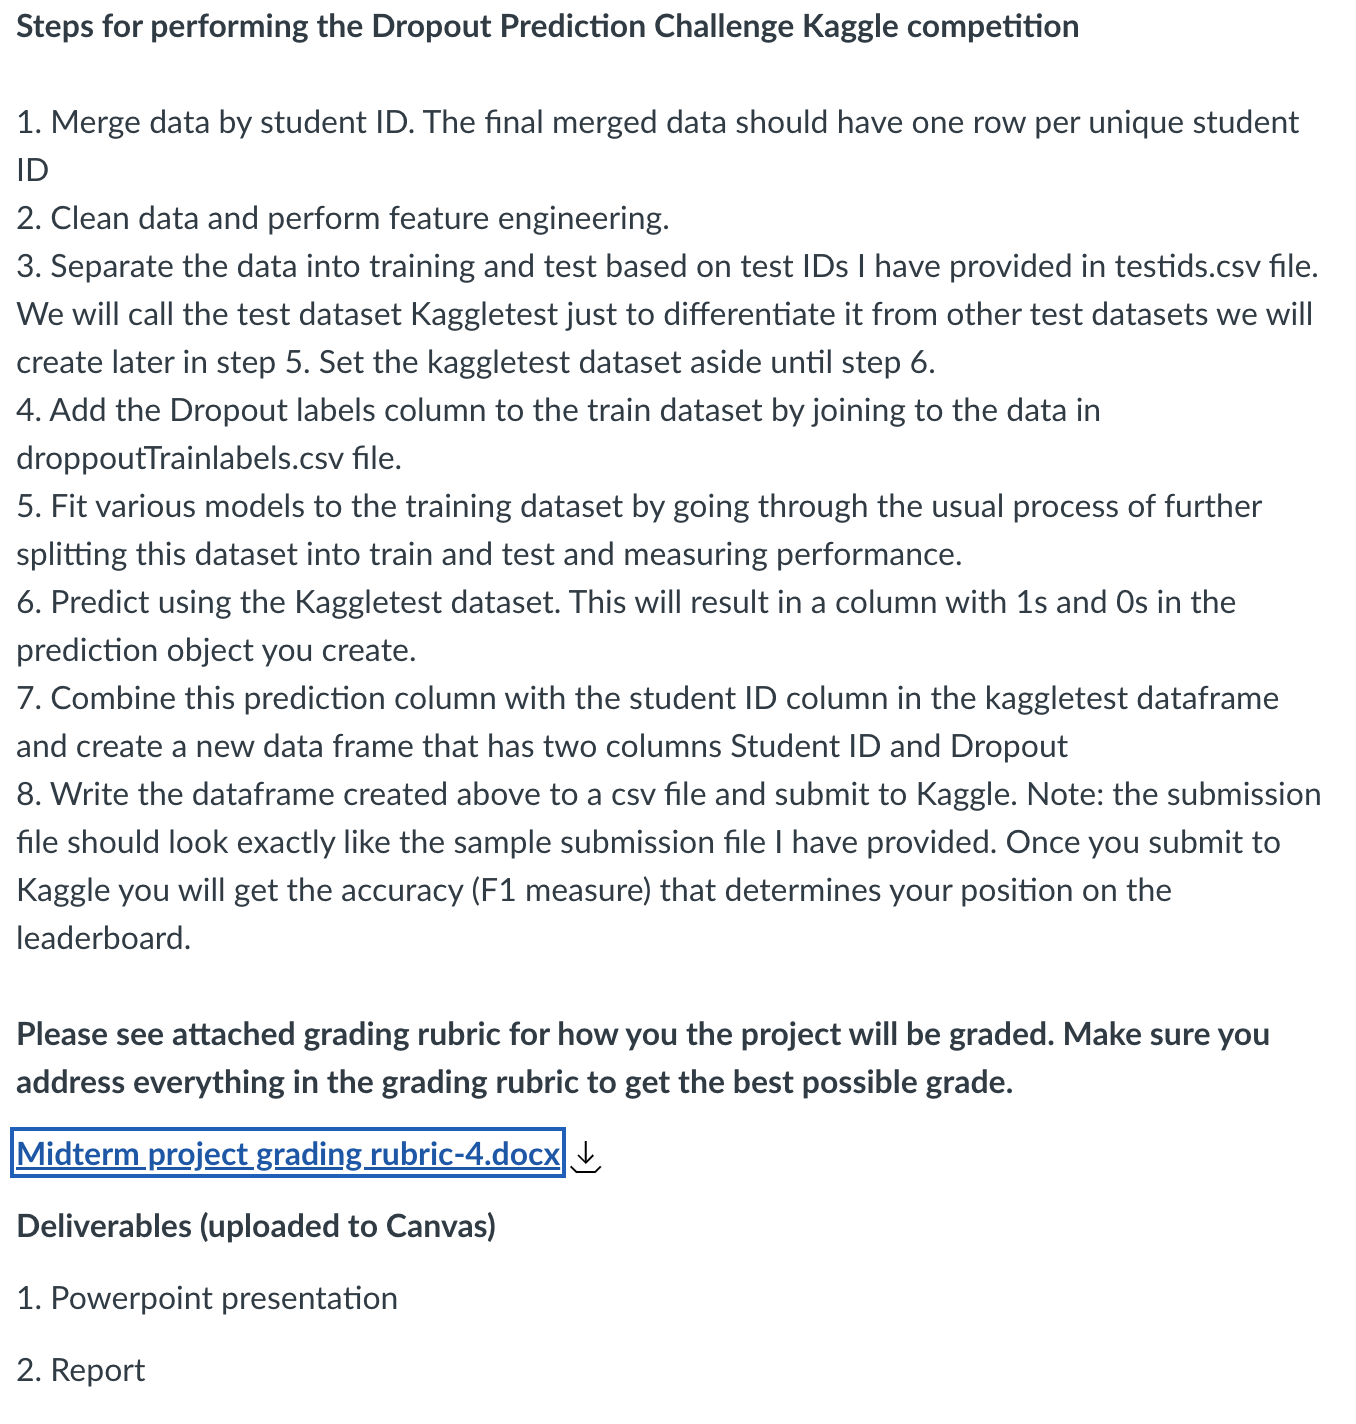 Steps for performing the Dropout Prediction Challenge Kaggle competition
1. Merge data by student ID. The final merged data should have one row per unique student
ID
2. Clean data and perform feature engineering.
3. Separate the data into training and test based on test IDs I have provided in testids.csv file.
We will call the test dataset Kaggletest just to differentiate it from other test datasets we will
create later in step 5. Set the kaggletest dataset aside until step 6.
4. Add the Dropout labels column to the train dataset by joining to the data in
droppoutTrainlabels.csv file.
5. Fit various models to the training dataset by going through the usual process of further
splitting this dataset into train and test and measuring performance.
6. Predict using the Kaggletest dataset. This will result in a column with 1s and 0s in the
prediction object you create.
7. Combine this prediction column with the student ID column in the kaggletest dataframe
and create a new data frame that has two columns Student ID and Dropout
8. Write the dataframe created above to a csv file and submit to Kaggle. Note: the submission
file should look exactly like the sample submission file I have provided. Once you submit to
Kaggle you will get the accuracy (F1 measure) that determines your position on the
leaderboard.
Please see attached grading rubric for how you the project will be graded. Make sure you
address everything in the grading rubric to get the best possible grade.
Midterm project grading rubric-4.docx
Deliverables (uploaded to Canvas)
1. Powerpoint presentation
2. Report